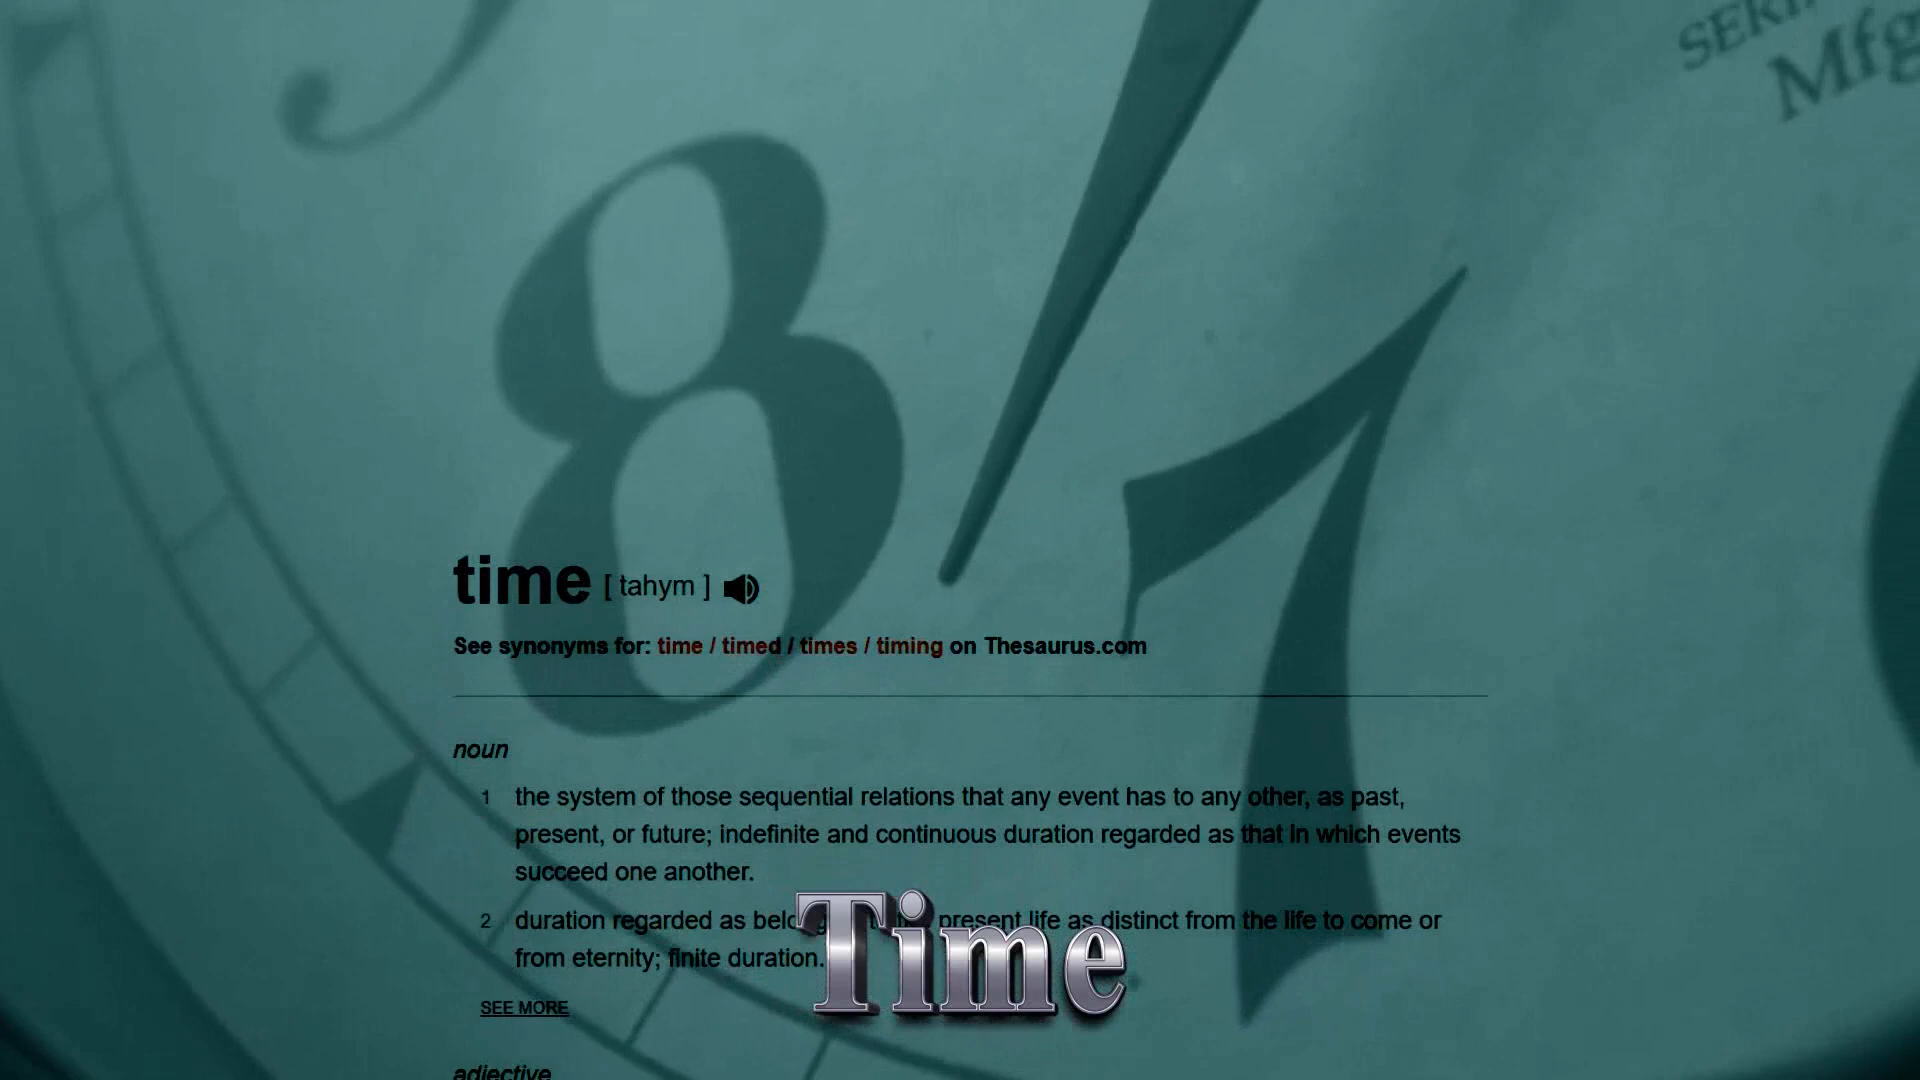 Mfg
8
7
time [ tahym ]
See synonyms for: time / timed / times / timing on Thesaurus.com
noun
1 the system of those sequential relations that any event has to any other, as past,
present, or future; indefinite and continuous duration regarded as that in which events
succeed one another.
2 duration regarded as present life as distinct from the life to come or
from eternity; finite duration.
Time
SEE MORE
adjective